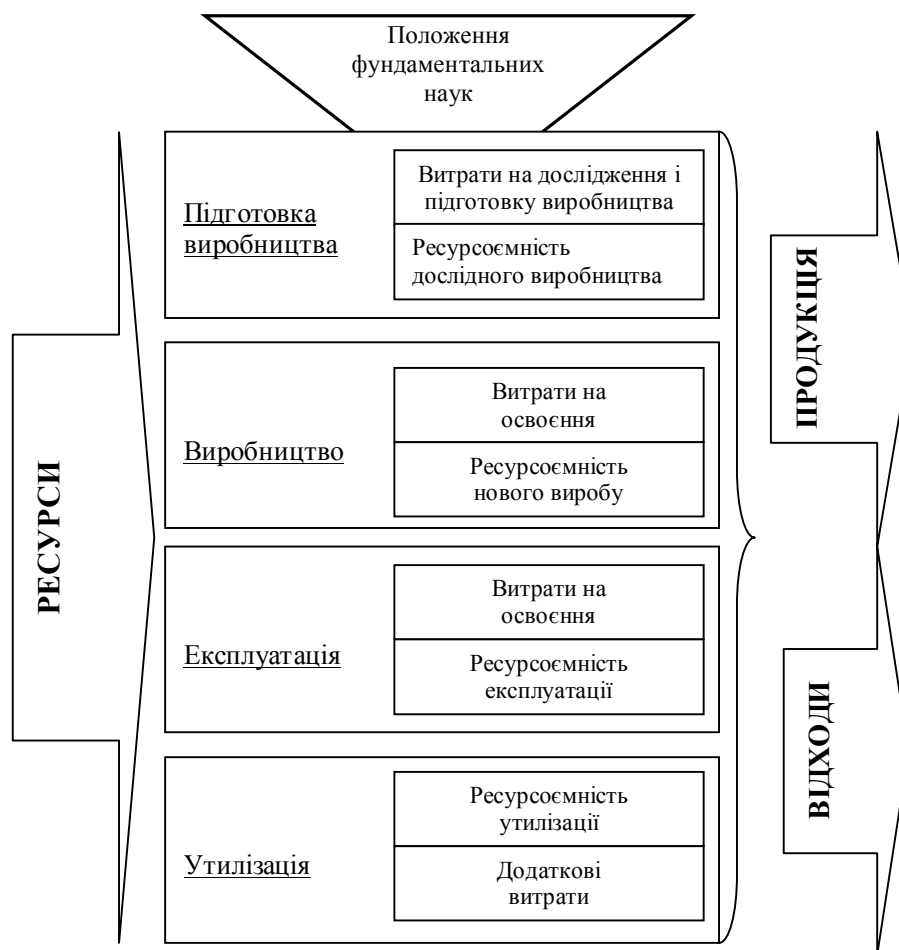 Положення
фундаментальних
наук
РЕСУРСИ
Підготовка
виробництва
Витрати на дослідження і
підготовку виробництва
Ресурсоємність
дослідного виробництва
Виробництво
Витрати на
освоєння
Ресурсоємність
нового виробу
Експлуатація
Витрати на
освоєння
Ресурсоємність
експлуатації
Утилізація
Ресурсоємність
утилізації
Додаткові
витрати
ПРОДУКЦІЯ
ВІДХОДИ